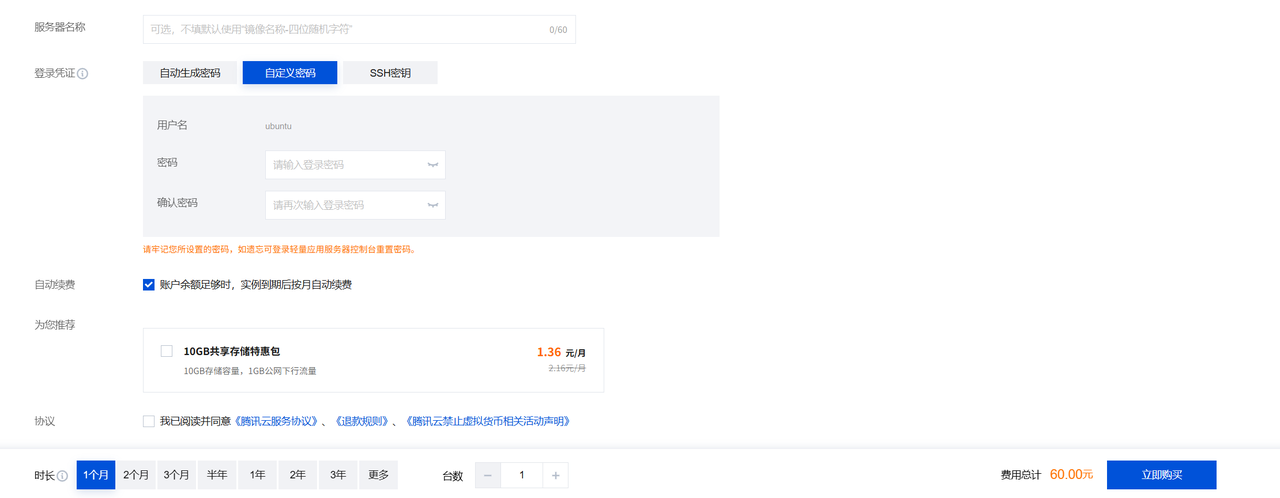 服务器名称 可选，不填默认使用“镜像名称-四位随机字符” 0/60
登录凭证 自动生成密码 自定义密码 SSH密钥
用户名 ubuntu
密码 请输入登录密码
确认密码 请再次输入登录密码
请牢记您所设置的密码，如遗忘可登录轻量应用服务器控制台重置密码。
自动续费 账户余额足够时，实例到期后按月自动续费
为您推荐
10GB共享存储特惠包 1.36 元/月
10GB存储容量，1GB公网下行流量 2.16元/月
协议 我已阅读并同意《腾讯云服务协议》、《退款规则》、《腾讯云禁止虚拟货币相关活动声明》
时长 1个月 2个月 3个月 半年 1年 2年 3年 更多 台数 − 1 + 费用总计 60.00元 立即购买